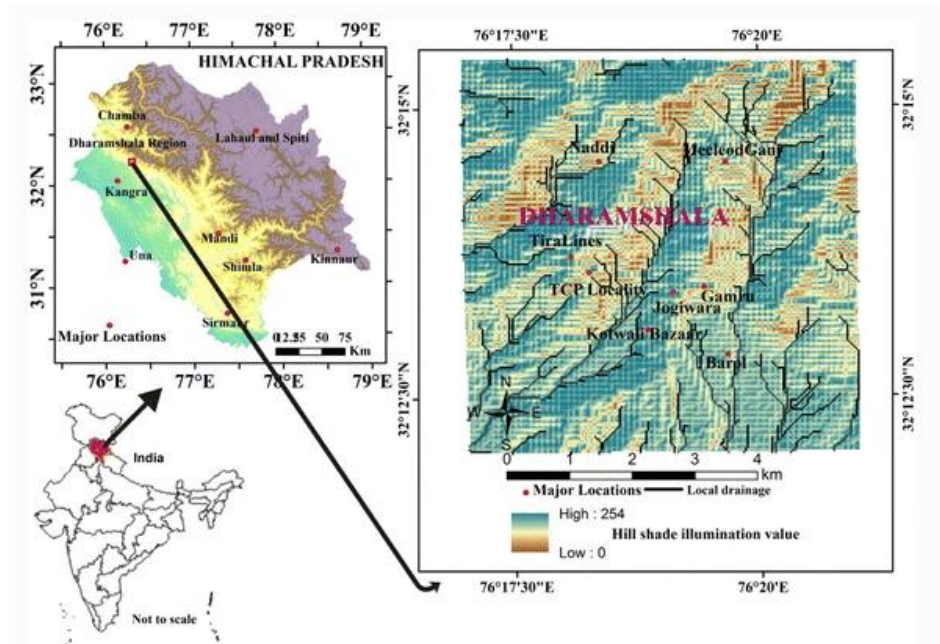 76°E 77°E 78°E 79°E
HIMACHAL PRADESH
33°N
32°N
31°N
Chamba
Dharamshala Region
Lahaul and Spiti
Kangra
Mandi
Una
Shimla
Kinnaur
Sirmaur
Major Locations
0 12.5 25 50 75
Km
76°E 77°E 78°E 79°E
India
Not to scale
76°17'30"E 76°20'E
32°15'N
32°12'30"N
32°15'N
32°12'30"N
Naddi
MecleodGanj
DHARAMSHALA
TiraLines
TCP Locality
Gamru
Jogiwara
Kotwali Bazaar
Barol
N
W E
S
0 1 2 3 4
km
Major Locations Local drainage
High : 254
Hill shade illumination value
Low : 0
76°17'30"E 76°20'E